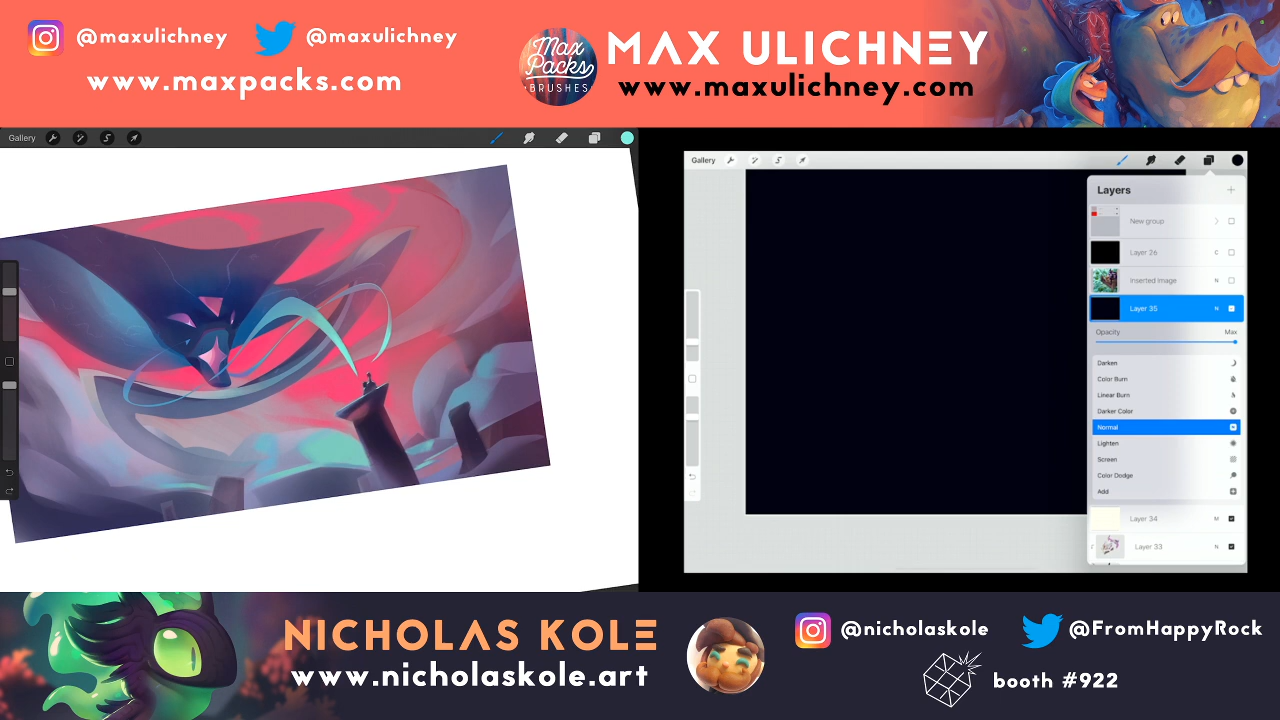 @maxulichney
@maxulichney
www.maxpacks.com
Max
Packs
BRUSHES
MAX ULICHNEY
www.maxulichney.com
Gallery
Gallery
Layers
New group
Layer 26
C
Inserted Image
N
Layer 35
N
Opacity
Max
Darken
Color Burn
Linear Burn
Darker Color
Normal
Lighten
Screen
Color Dodge
Add
Layer 34
M
Layer 33
N
NICHOLAS KOLE
www.nicholaskole.art
@nicholaskole
@FromHappyRock
booth #922